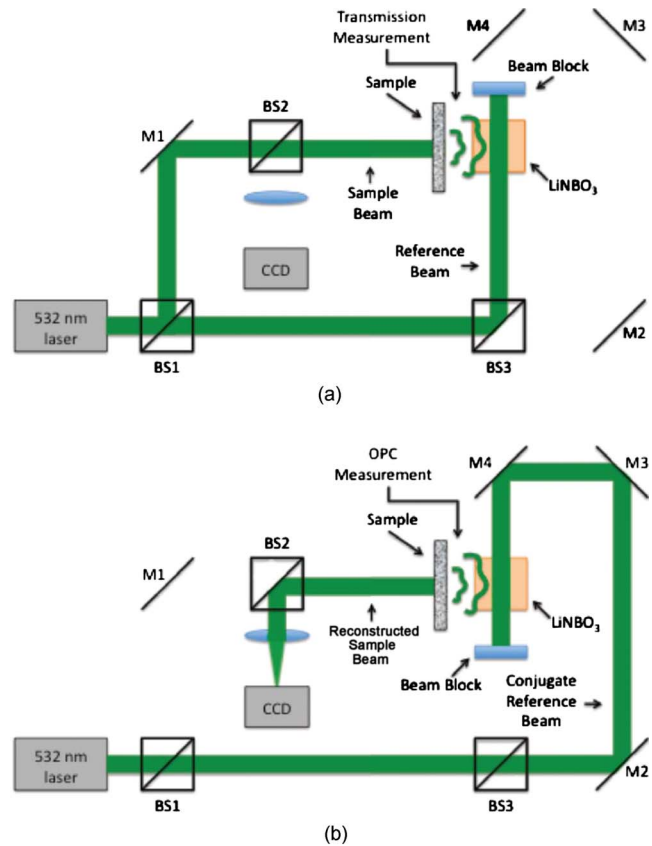 Transmission
Measurement
M4
M3
Sample
Beam Block
BS2
M1
Sample
Beam
LiNBO3
CCD
Reference
Beam
532 nm
laser
M2
BS1
BS3
(a)
OPC
Measurement
M4
M3
Sample
BS2
M1
LiNBO3
Reconstructed
Sample
Beam
Beam Block
Conjugate
Reference
Beam
CCD
532 nm
laser
M2
BS1
BS3
(b)